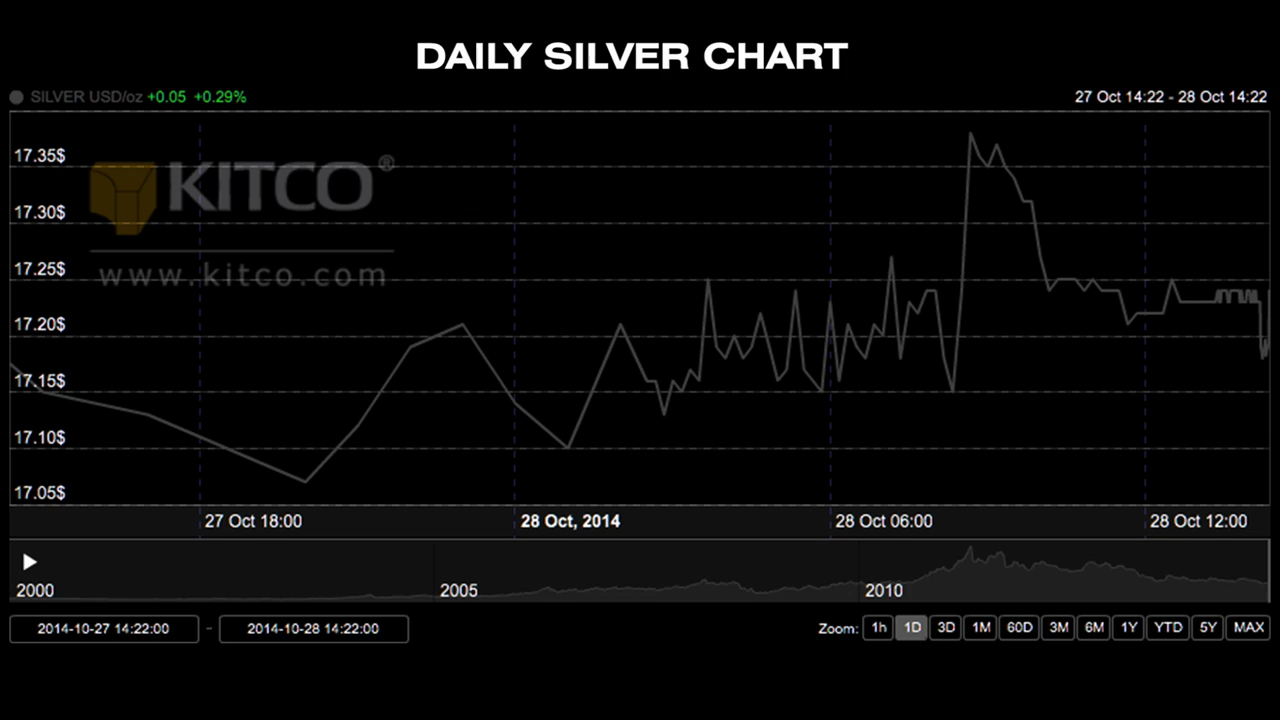 DAILY SILVER CHART
SILVER USD/oz +0.05 +0.29%
27 Oct 14:22 - 28 Oct 14:22
17.35$
KITCO®
17.30$
17.25$
www.kitco.com
17.20$
17.15$
17.10$
17.05$
27 Oct 18:00
28 Oct, 2014
28 Oct 06:00
28 Oct 12:00
2000
2005
2010
2014-10-27 14:22:00 - 2014-10-28 14:22:00
Zoom: 1h 1D 3D 1M 60D 3M 6M 1Y YTD 5Y MAX